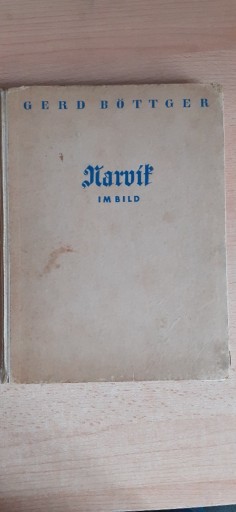 GERD BÖTTGER
Narvik
IM BILD